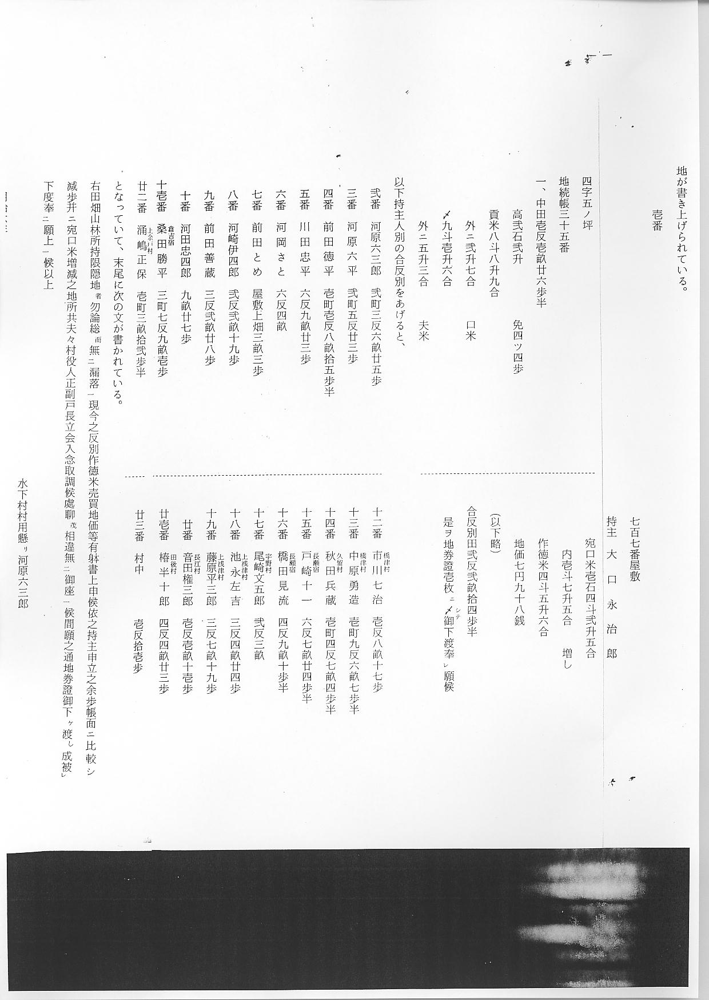 地が書き上げられている。
壱番
七百七番屋敷
持主 大口永治郎
四字五ノ坪
地続帳三十五番
一、中田壱反壱畝廿六歩半
高弐石弐升 免四ツ四歩
貢米八斗八升九合
外ニ弐升七合 口米
〆九斗壱升六合
外ニ五升三合 夫米
宛口米壱石四斗弐升五合
内壱斗七升五合 増し
作徳米四斗五升六合
地価七円九十八銭
(以下略)
合反別田弐反弐畝拾四歩半
是ヲ地券證壱枚ニ〆シテ御下渡奉レ願候
以下持主人別の合反別をあげると、
弐番 河原六三郎 弐町三反六畝廿五歩
三番 河原六平 弐町五反廿三歩
四番 前田徳平 壱町壱反八畝拾五歩半
五番 川田忠平 六反九畝廿三歩
六番 河岡さと 六反四畝
七番 前田とめ 屋敷上畑三畝三歩
八番 河崎伊四郎 弐反弐畝十九歩
九番 前田善蔵 三反弐畝廿八歩
十番 河田忠四郎 九畝廿七歩
十壱番 倉吉宿 桑田勝平 三町七反九畝壱歩
廿二番 上余戸村 涌嶋正保 壱町三畝拾弐歩半
十二番 橋津村 市川七治 壱反八畝十七歩
十三番 橋津村 中原勇造 壱町九反六畝七歩半
十四番 久留村 秋田兵蔵 壱町四反七畝四歩半
十五番 長瀬宿 戸崎十一 六反七畝廿四歩半
十六番 長瀬宿 橋田見流 四反九畝十歩半
十七番 宇野村 尾崎文五郎 弐反三畝
十八番 上浅津村 池永左吉 三反四畝廿四歩
十九番 上浅津村 藤原平三郎 三反七畝十九歩
廿番 長江村 音田権三郎 壱反壱畝十壱歩
廿壱番 田後村 椿半十郎 四反四畝廿三歩
廿三番 村中 壱反拾壱歩
となっていて、末尾に次の文が書かれている。
右田畑山林所持限隠地者勿論総而無ニ漏落一現今之反別作徳米売買地価等有躰書上申候依之持主申立之余歩帳面ニ比較シ
減歩并ニ宛口米増減之地所共夫々村役人正副戸長立会入念取調候處聊茂相違無ニ御座一候間願之通地券證御下ヶ渡し成被レ
下度奉ニ願上一候以上
水下村村用懸リ河原六三郎